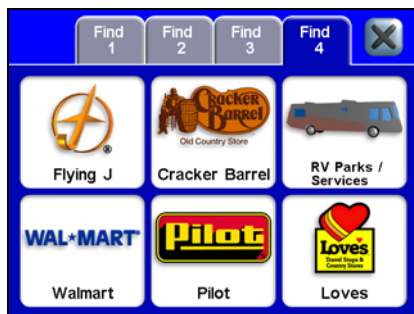 Find 1
Find 2
Find 3
Find 4
Cracker Barrel
Old Country Store
Flying J
Cracker Barrel
RV Parks /
Services
WAL★MART®
Pilot
Loves
Travel Stops &
Country Stores
Walmart
Pilot
Loves